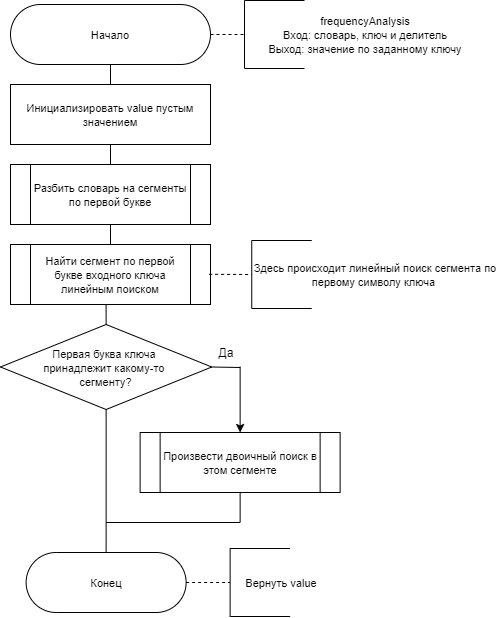 Начало
frequencyAnalysis
Вход: словарь, ключ и делитель
Выход: значение по заданному ключу
Инициализировать value пустым
значением
Разбить словарь на сегменты
по первой букве
Найти сегмент по первой
букве входного ключа
линейным поиском
Здесь происходит линейный поиск сегмента по
первому символу ключа
Первая буква ключа
принадлежит какому-то
сегменту?
Да
Произвести двоичный поиск в
этом сегменте
Конец
Вернуть value